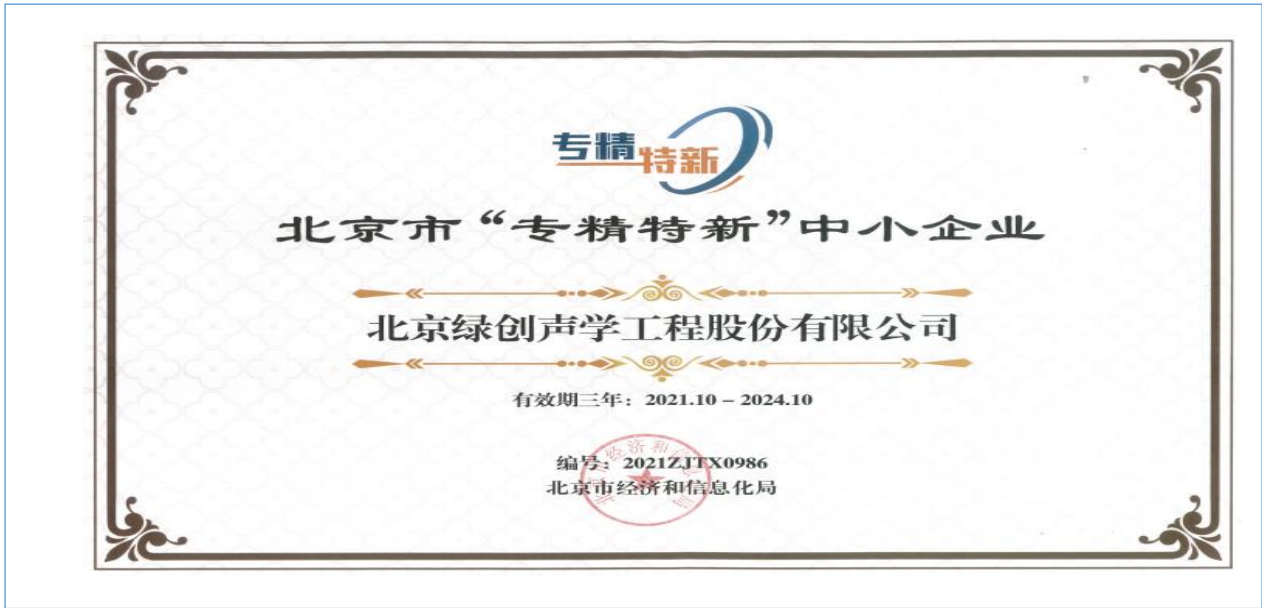 专精特新
北京市“专精特新”中小企业
北京绿创声学工程股份有限公司
有效期三年：2021.10－2024.10
编号：2021ZJTX0986
北京市经济和信息化局